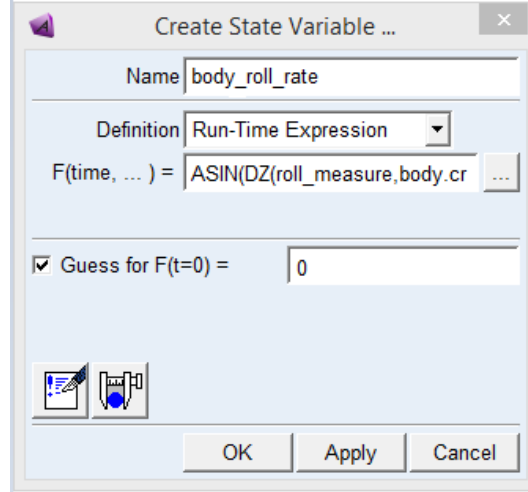 Create State Variable ...
Name body_roll_rate
Definition Run-Time Expression
F(time, ... ) = ASIN(DZ(roll_measure,body.cr ...
Guess for F(t=0) = 0
OK Apply Cancel